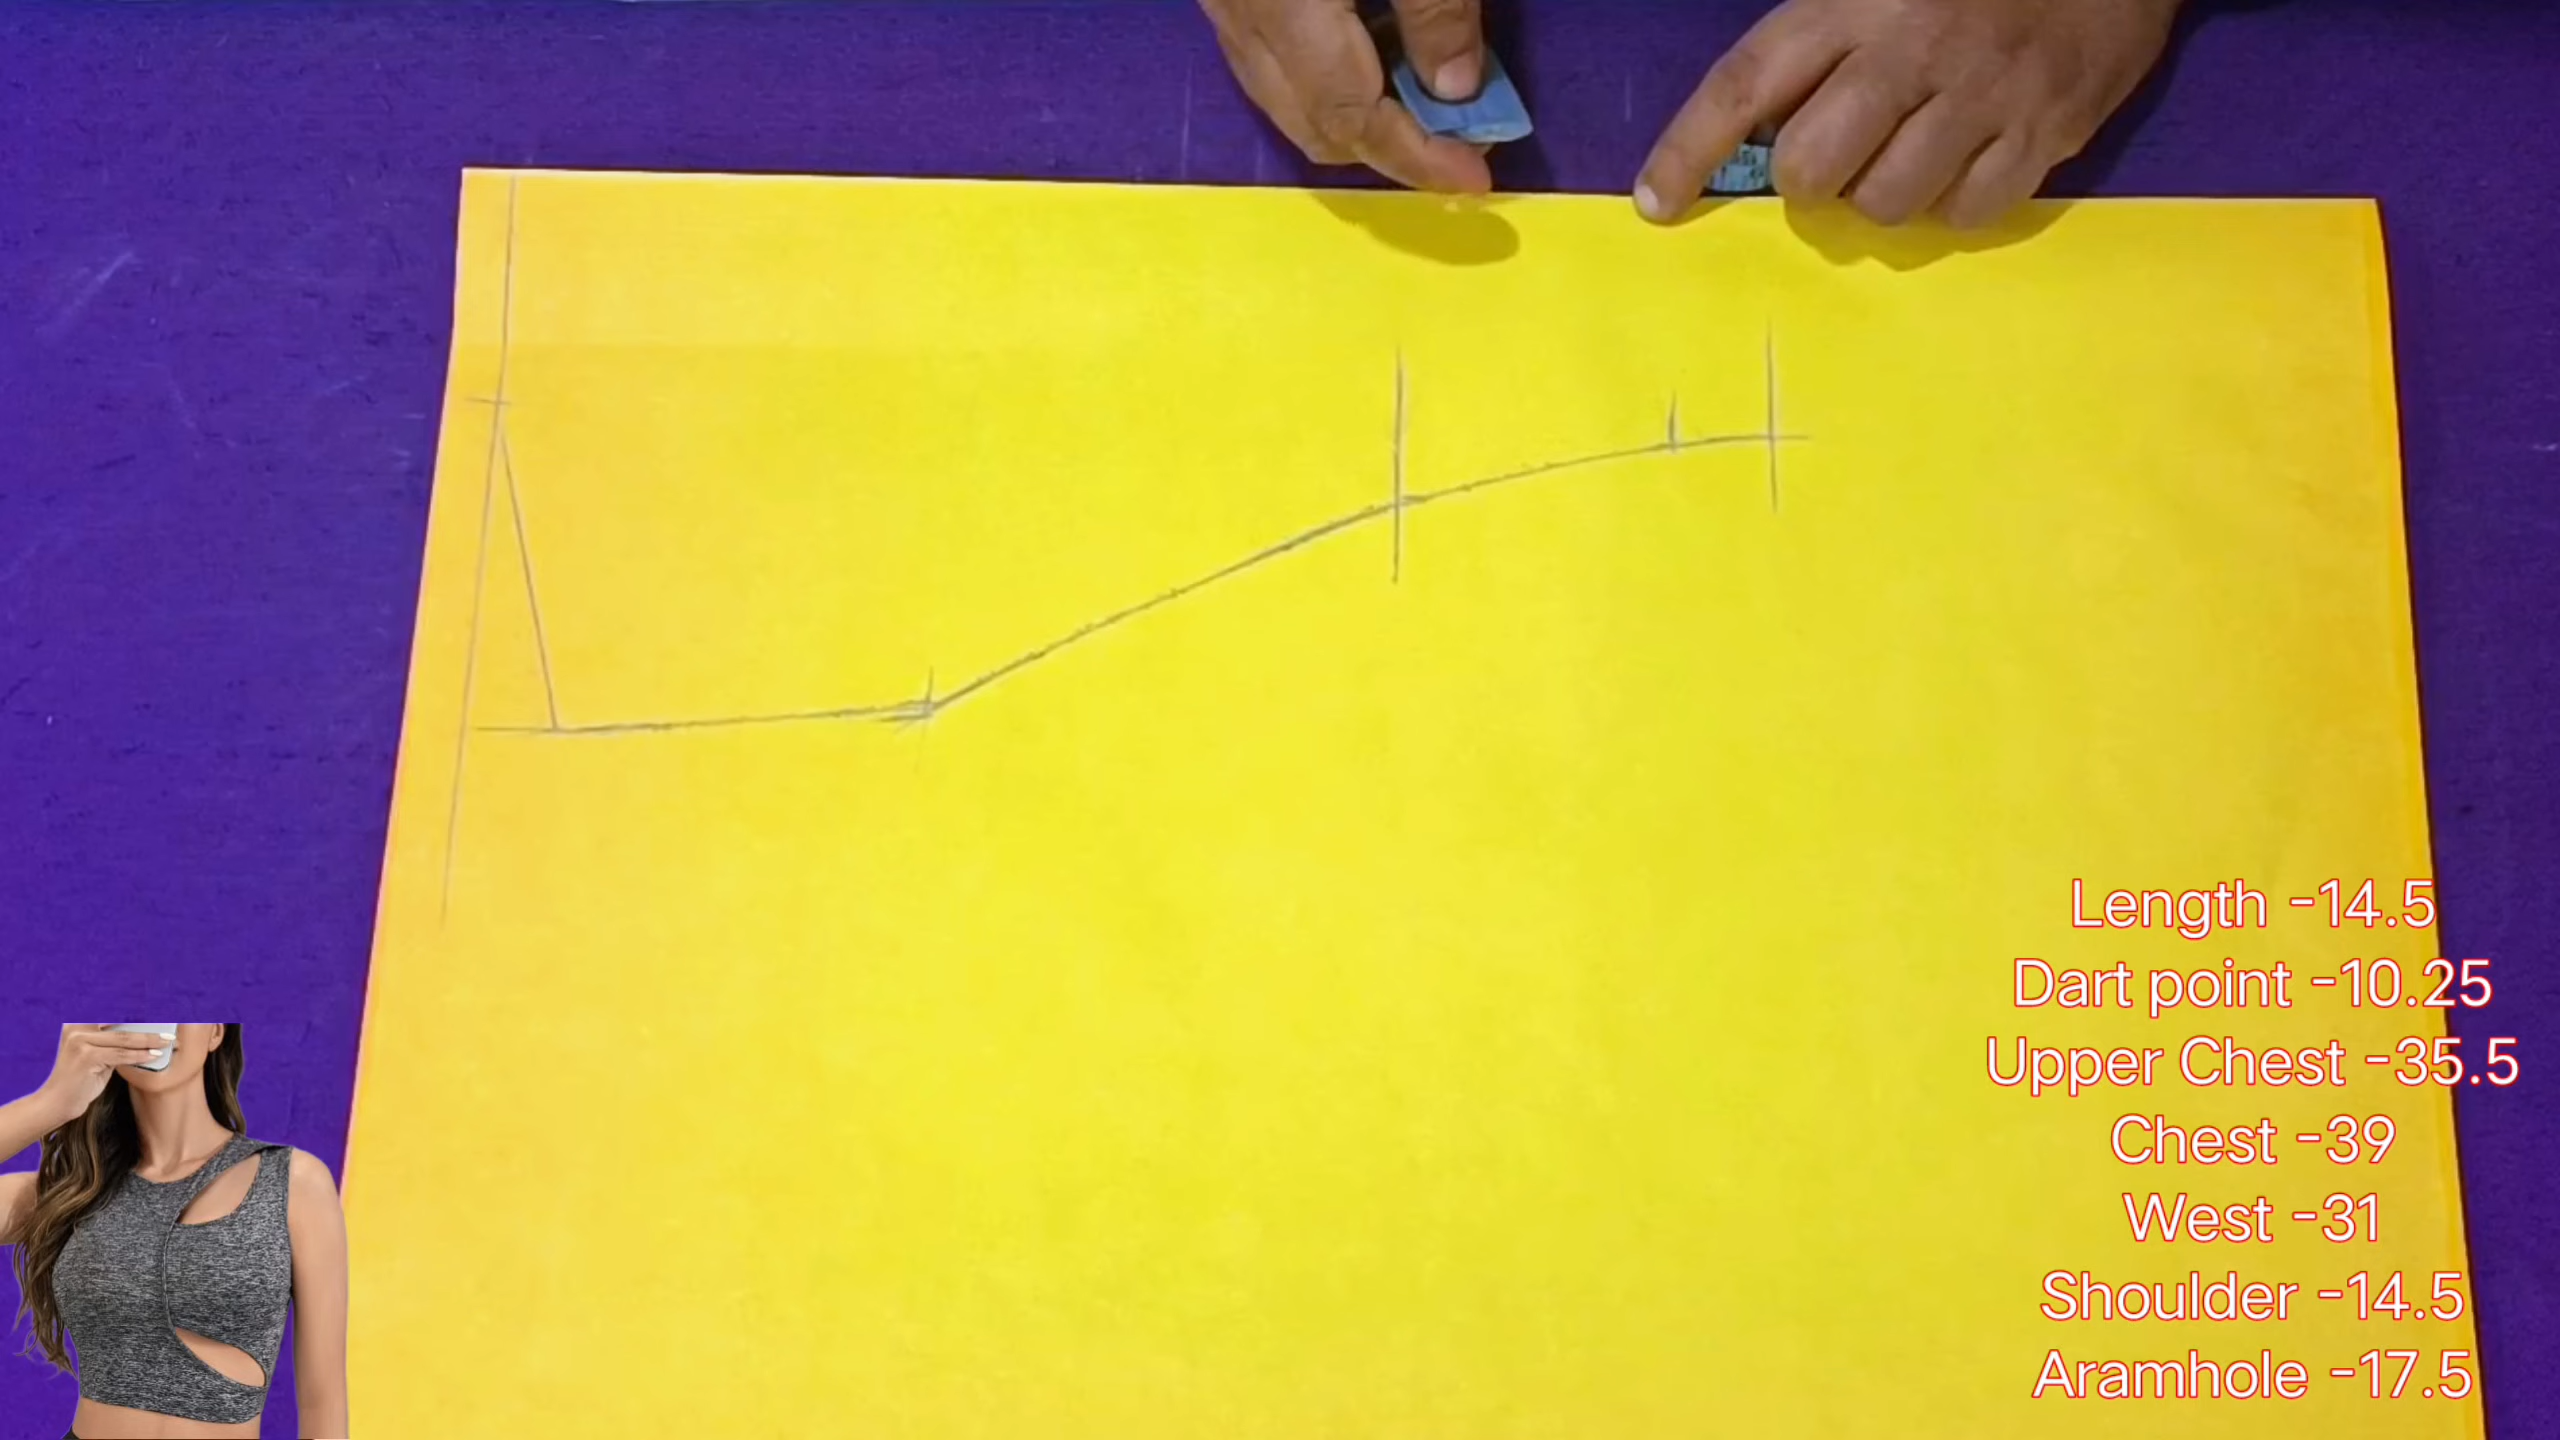 Length -14.5
Dart point -10.25
Upper Chest -35.5
Chest -39
West -31
Shoulder -14.5
Aramhole -17.5